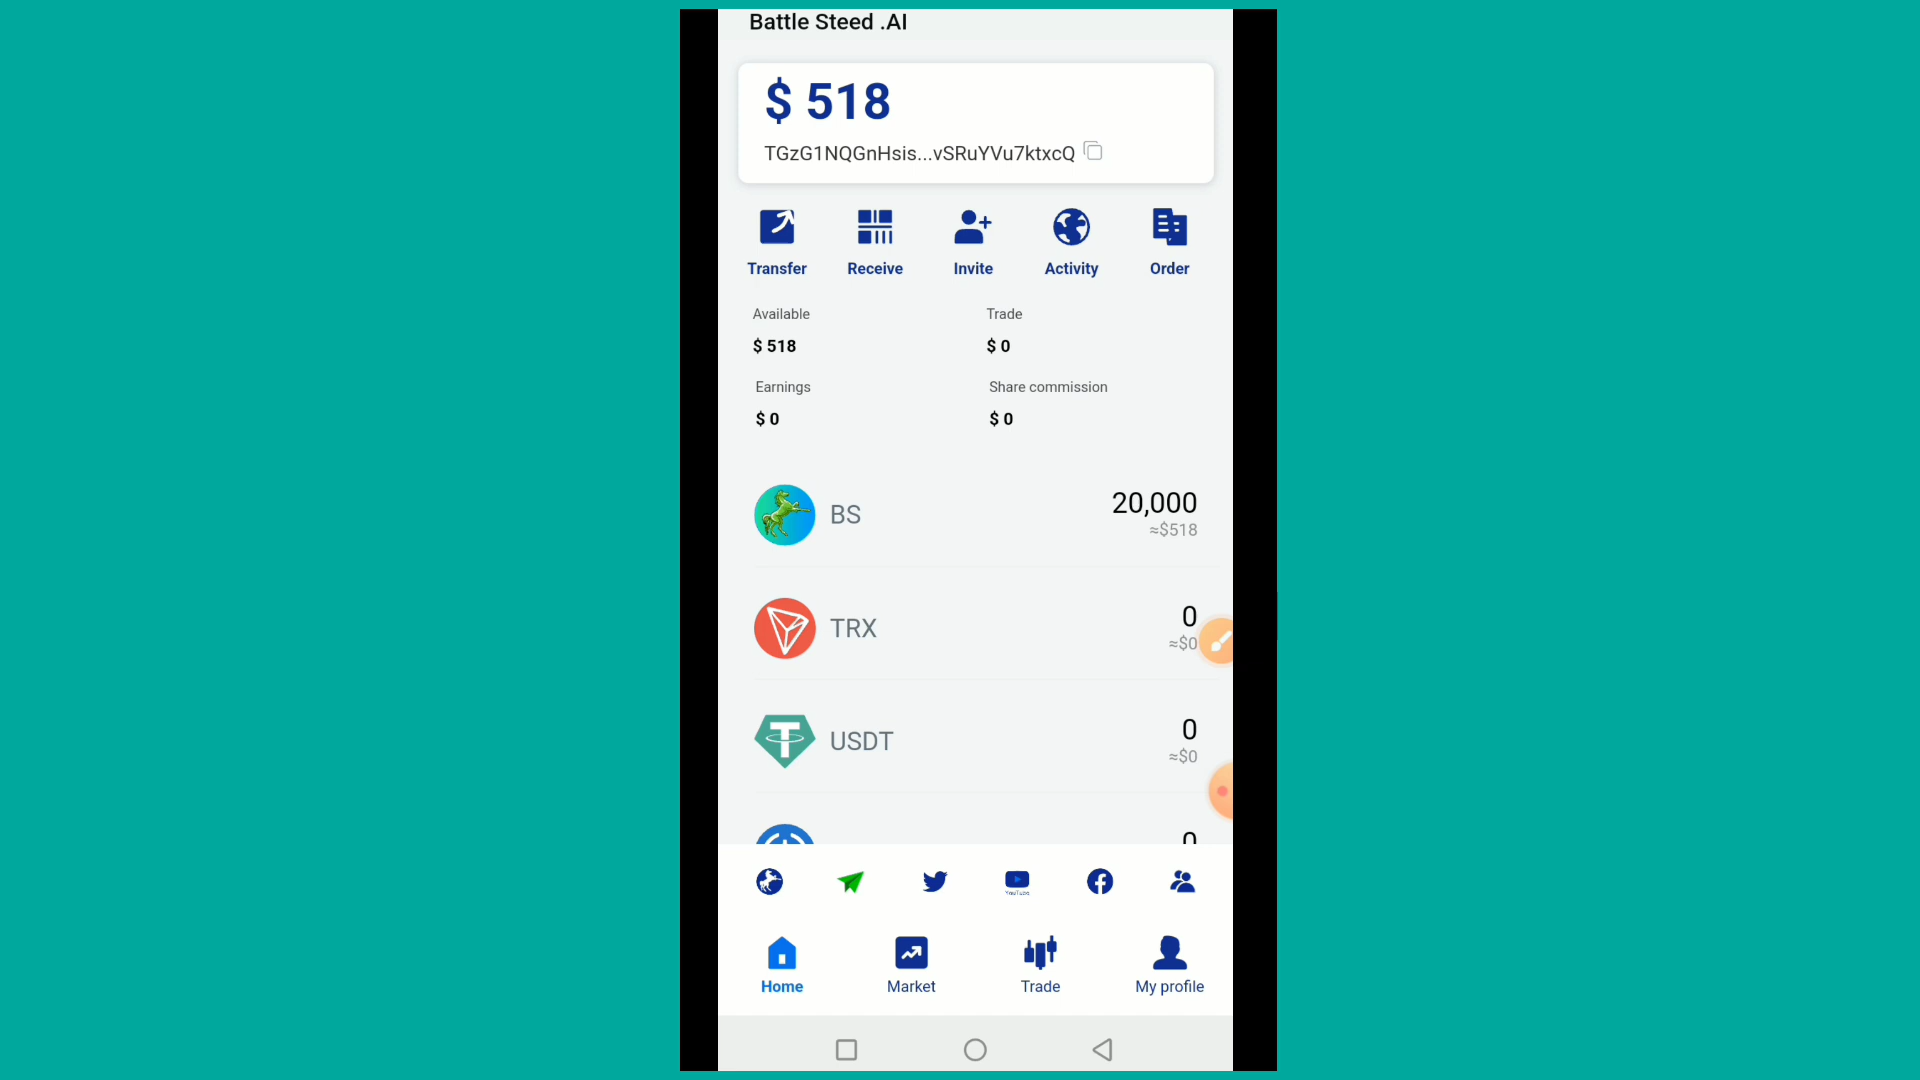 Battle Steed .AI
$ 518
TGzG1NQGnHsis...vSRuYVu7ktxcQ
Transfer Receive Invite Activity Order
Available Trade
$ 518 $ 0
Earnings Share commission
$ 0 $ 0
BS 20,000
≈$518
TRX 0
≈$0
USDT 0
≈$0
0
YouTube
Home Market Trade My profile